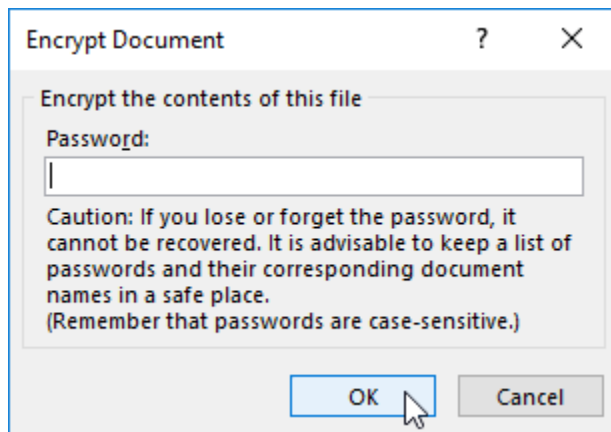 Encrypt Document
?
Encrypt the contents of this file
Password:
Caution: If you lose or forget the password, it
cannot be recovered. It is advisable to keep a list of
passwords and their corresponding document
names in a safe place.
(Remember that passwords are case-sensitive.)
OK
Cancel